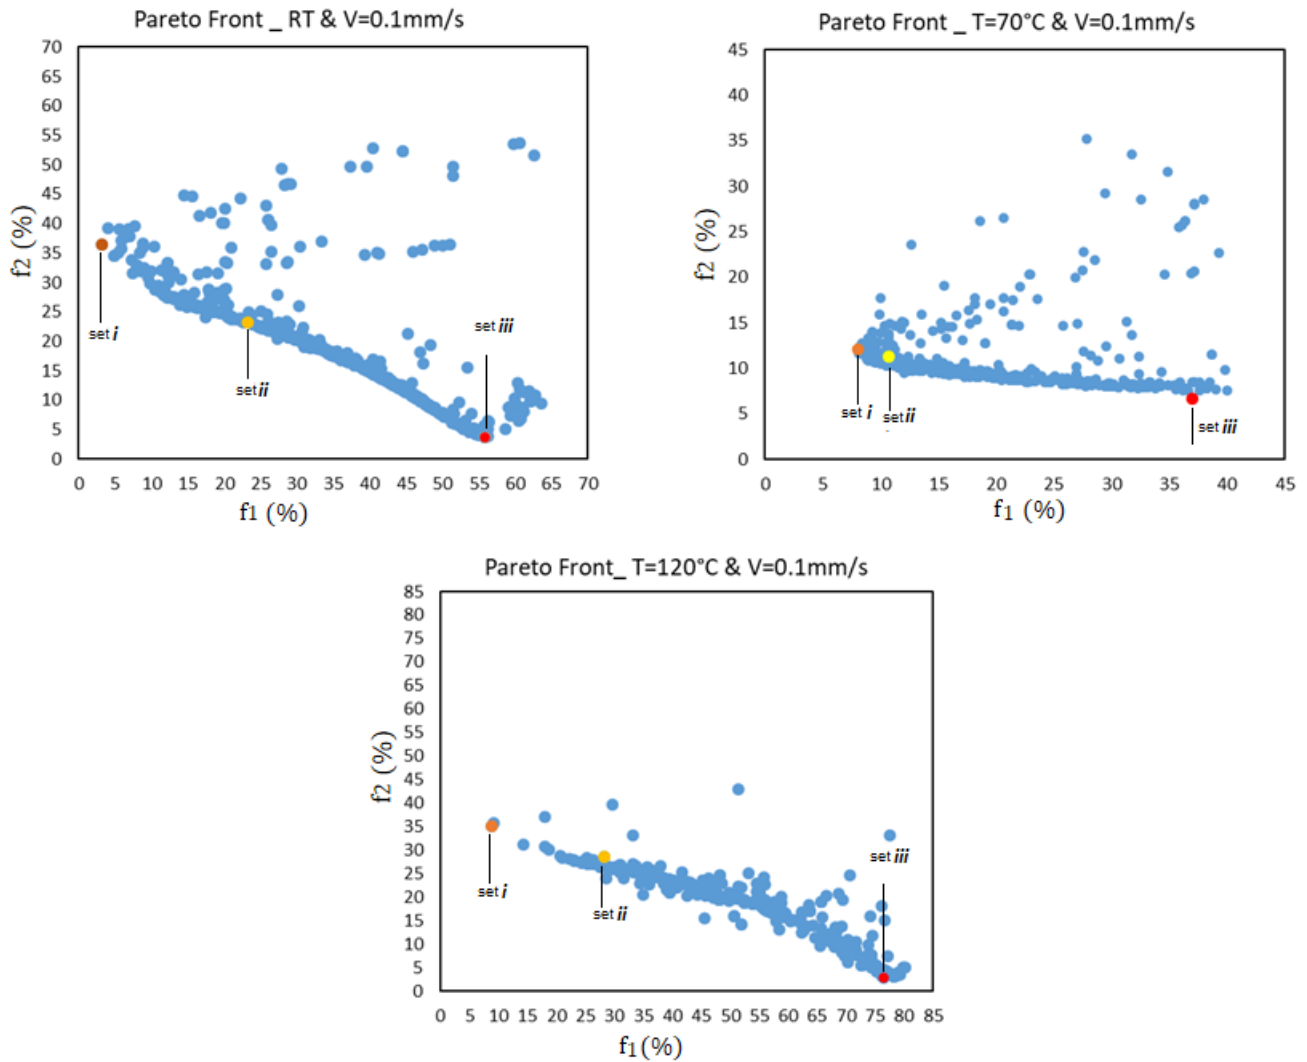 Pareto Front _ RT & V=0.1mm/s
70
65
60
55
50
45
40
35
30
25
20
15
10
5
0
f2 (%)
set i
set ii
set iii
0 5 10 15 20 25 30 35 40 45 50 55 60 65 70
f1 (%)
Pareto Front _ T=70°C & V=0.1mm/s
45
40
35
30
25
20
15
10
5
0
f2 (%)
set i
set ii
set iii
0 5 10 15 20 25 30 35 40 45
f1 (%)
Pareto Front_ T=120°C & V=0.1mm/s
85
80
75
70
65
60
55
50
45
40
35
30
25
20
15
10
5
0
f2 (%)
set i
set ii
set iii
0 5 10 15 20 25 30 35 40 45 50 55 60 65 70 75 80 85
f1(%)